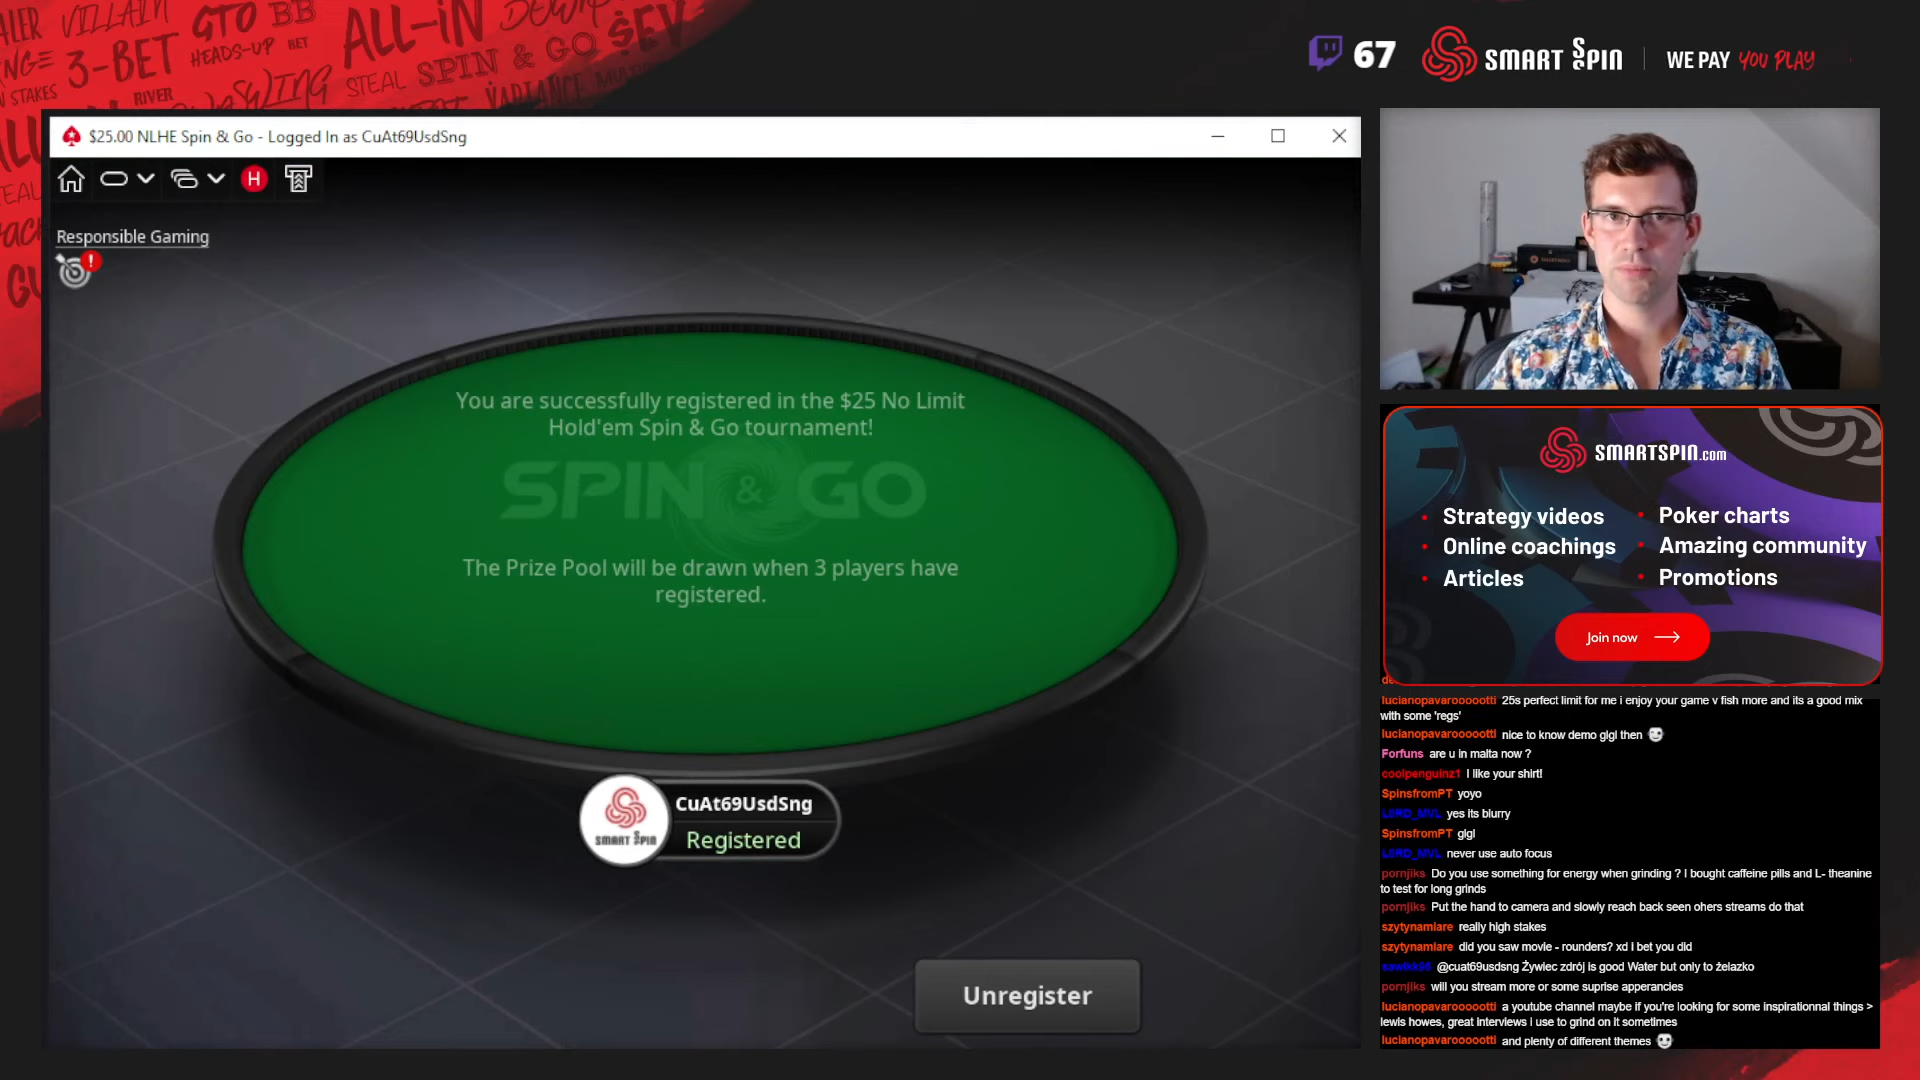 VILLAIN
GTO BB
3-BET
HEADS-UP BET
ALL-iN
STEAL SPIN & GO
RIVER
VARIANCE
67
SMART SPIN
WE PAY YOU PLAY
$25.00 NLHE Spin & Go - Logged In as CuAt69UsdSng
H
Responsible Gaming
!
You are successfully registered in the $25 No Limit
Hold'em Spin & Go tournament!
SPIN & GO
The Prize Pool will be drawn when 3 players have
registered.
SMART SPIN
CuAt69UsdSng
Registered
Unregister
SMARTSPIN.com
• Strategy videos
• Online coachings
• Articles
• Poker charts
• Amazing community
• Promotions
Join now
lucianopavaroooootti 25s perfect limit for me i enjoy your game v fish more and its a good mix
with some 'regs'
lucianopavaroooootti nice to know demo glgl then
Forfuns are u in malta now ?
coolpenguinz1 I like your shirt!
SpinsfromPT yoyo
yes its blurry
SpinsfromPT glgl
never use auto focus
pornjiks Do you use something for energy when grinding ? I bought caffeine pills and L- theanine
to test for long grinds
pornjiks Put the hand to camera and slowly reach back seen ohers streams do that
szytynamiare really high stakes
szytynamiare did you saw movie - rounders? xd I bet you did
@cuat69usdsng Żywiec zdrój is good Water but only to żelazko
pornjiks will you stream more or some suprise apperancies
lucianopavaroooootti a youtube channel maybe if you're looking for some inspirationnal things >
lewis howes, great interviews i use to grind on it sometimes
lucianopavaroooootti and plenty of different themes